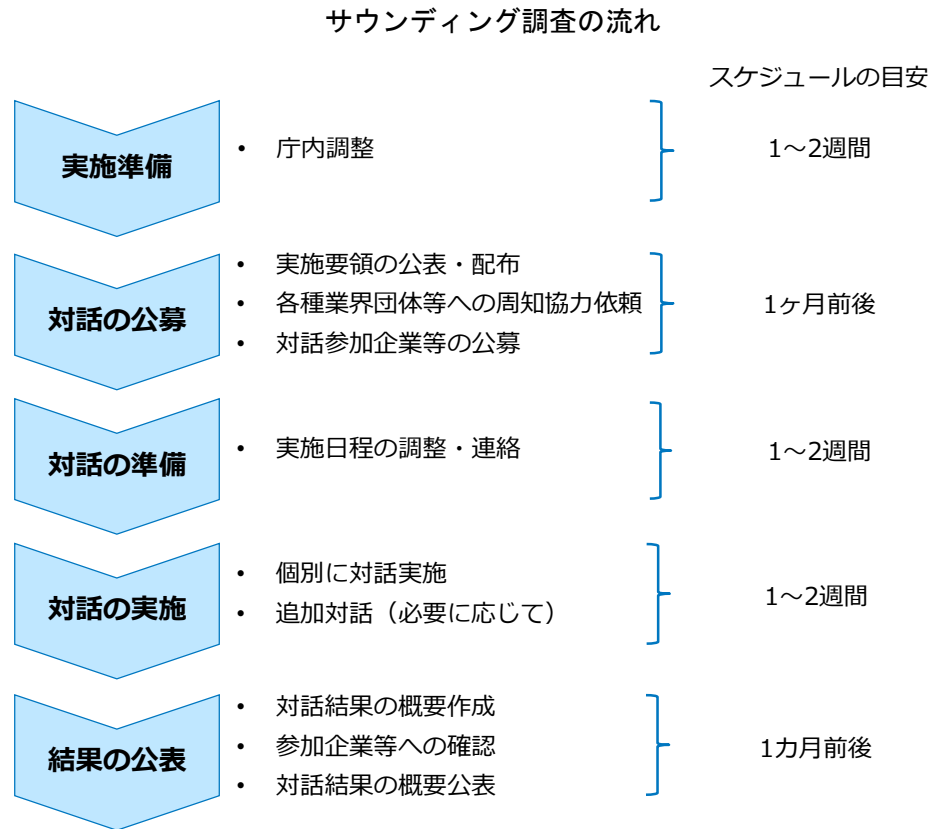 サウンディング調査の流れ
スケジュールの目安
実施準備
• 庁内調整
1～2週間
対話の公募
• 実施要領の公表・配布
• 各種業界団体等への周知協力依頼
• 対話参加企業等の公募
1ヶ月前後
対話の準備
• 実施日程の調整・連絡
1～2週間
対話の実施
• 個別に対話実施
• 追加対話（必要に応じて）
1～2週間
結果の公表
• 対話結果の概要作成
• 参加企業等への確認
• 対話結果の概要公表
1カ月前後